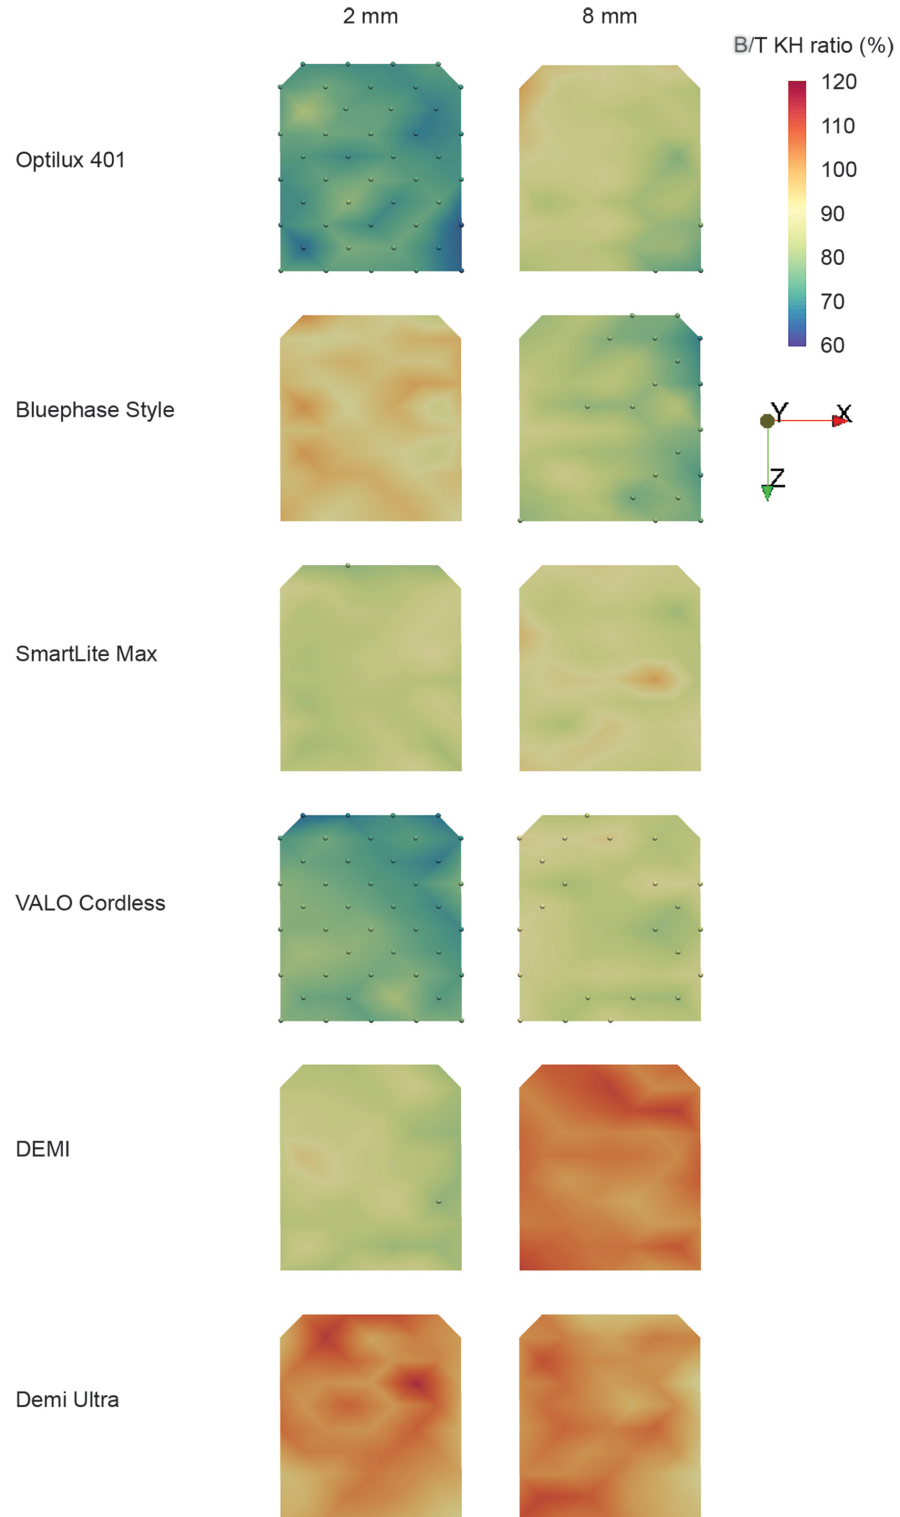 2 mm 8 mm
B/T KH ratio (%)
120
110
100
90
80
70
60
Optilux 401
Bluephase Style
Y X
Z
SmartLite Max
VALO Cordless
DEMI
Demi Ultra